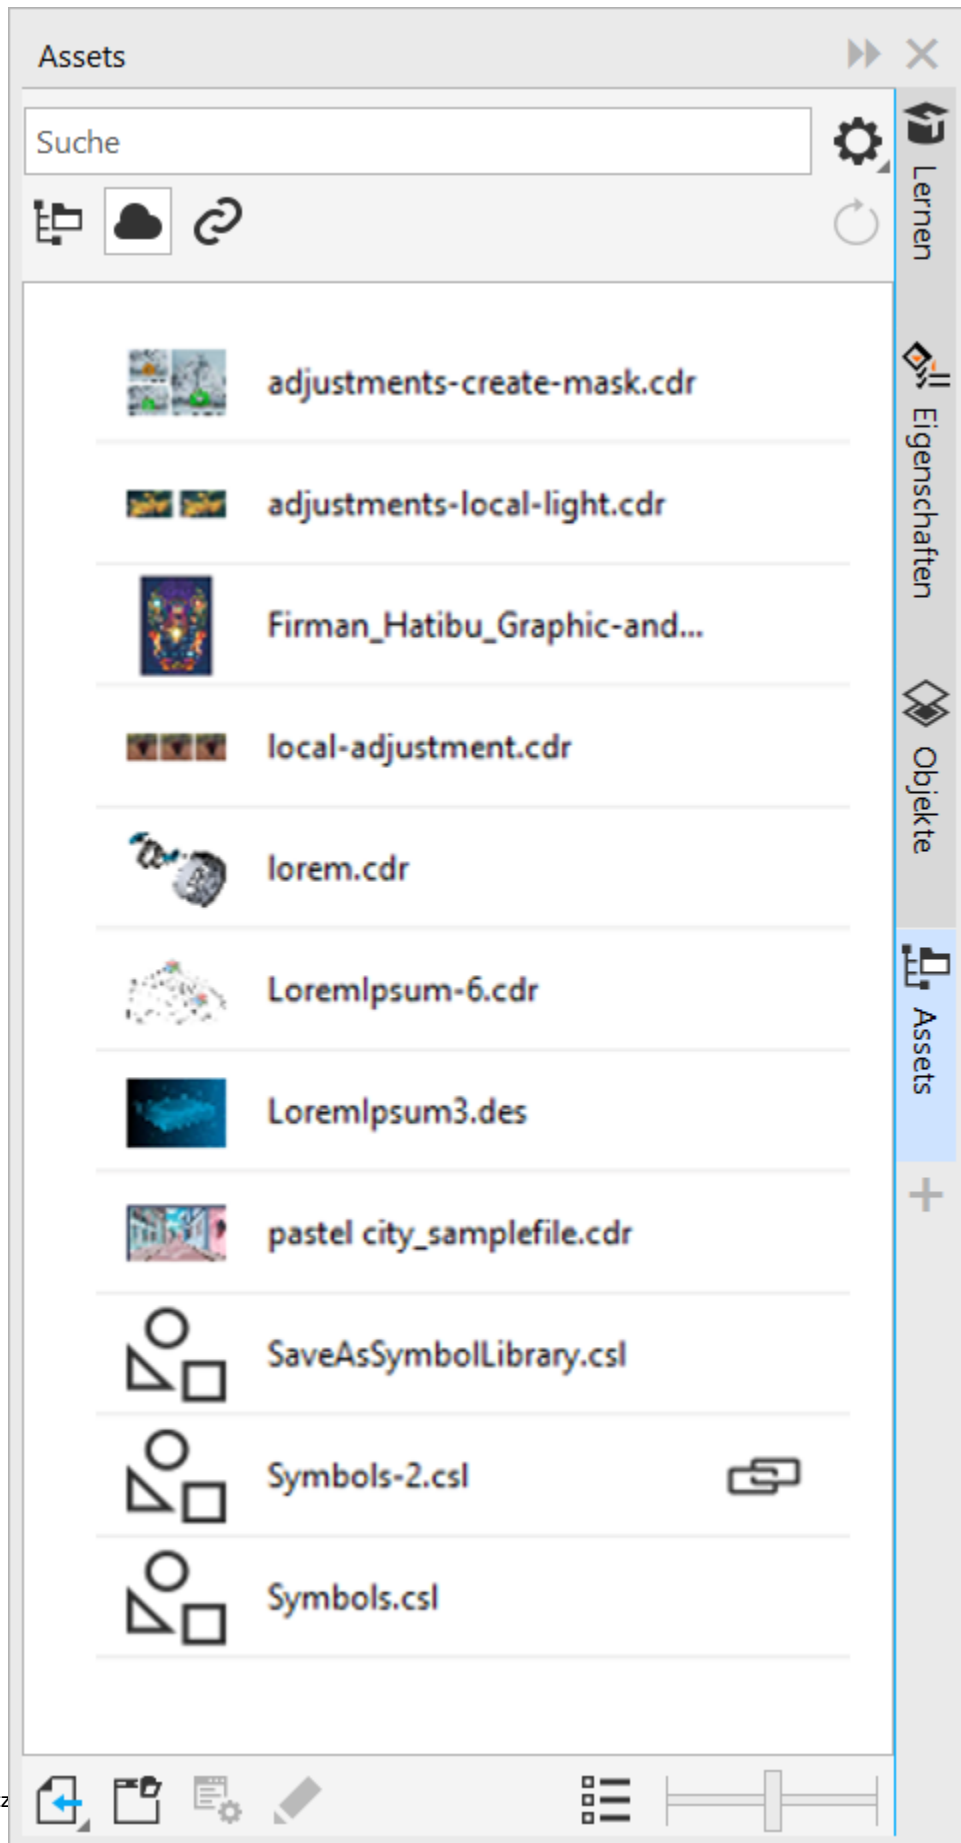 Assets
Suche
adjustments-create-mask.cdr
adjustments-local-light.cdr
Firman_Hatibu_Graphic-and...
local-adjustment.cdr
lorem.cdr
LoremIpsum-6.cdr
LoremIpsum3.des
pastel city_samplefile.cdr
SaveAsSymbolLibrary.csl
Symbols-2.csl
Symbols.csl
Lernen
Eigenschaften
Objekte
Assets
z